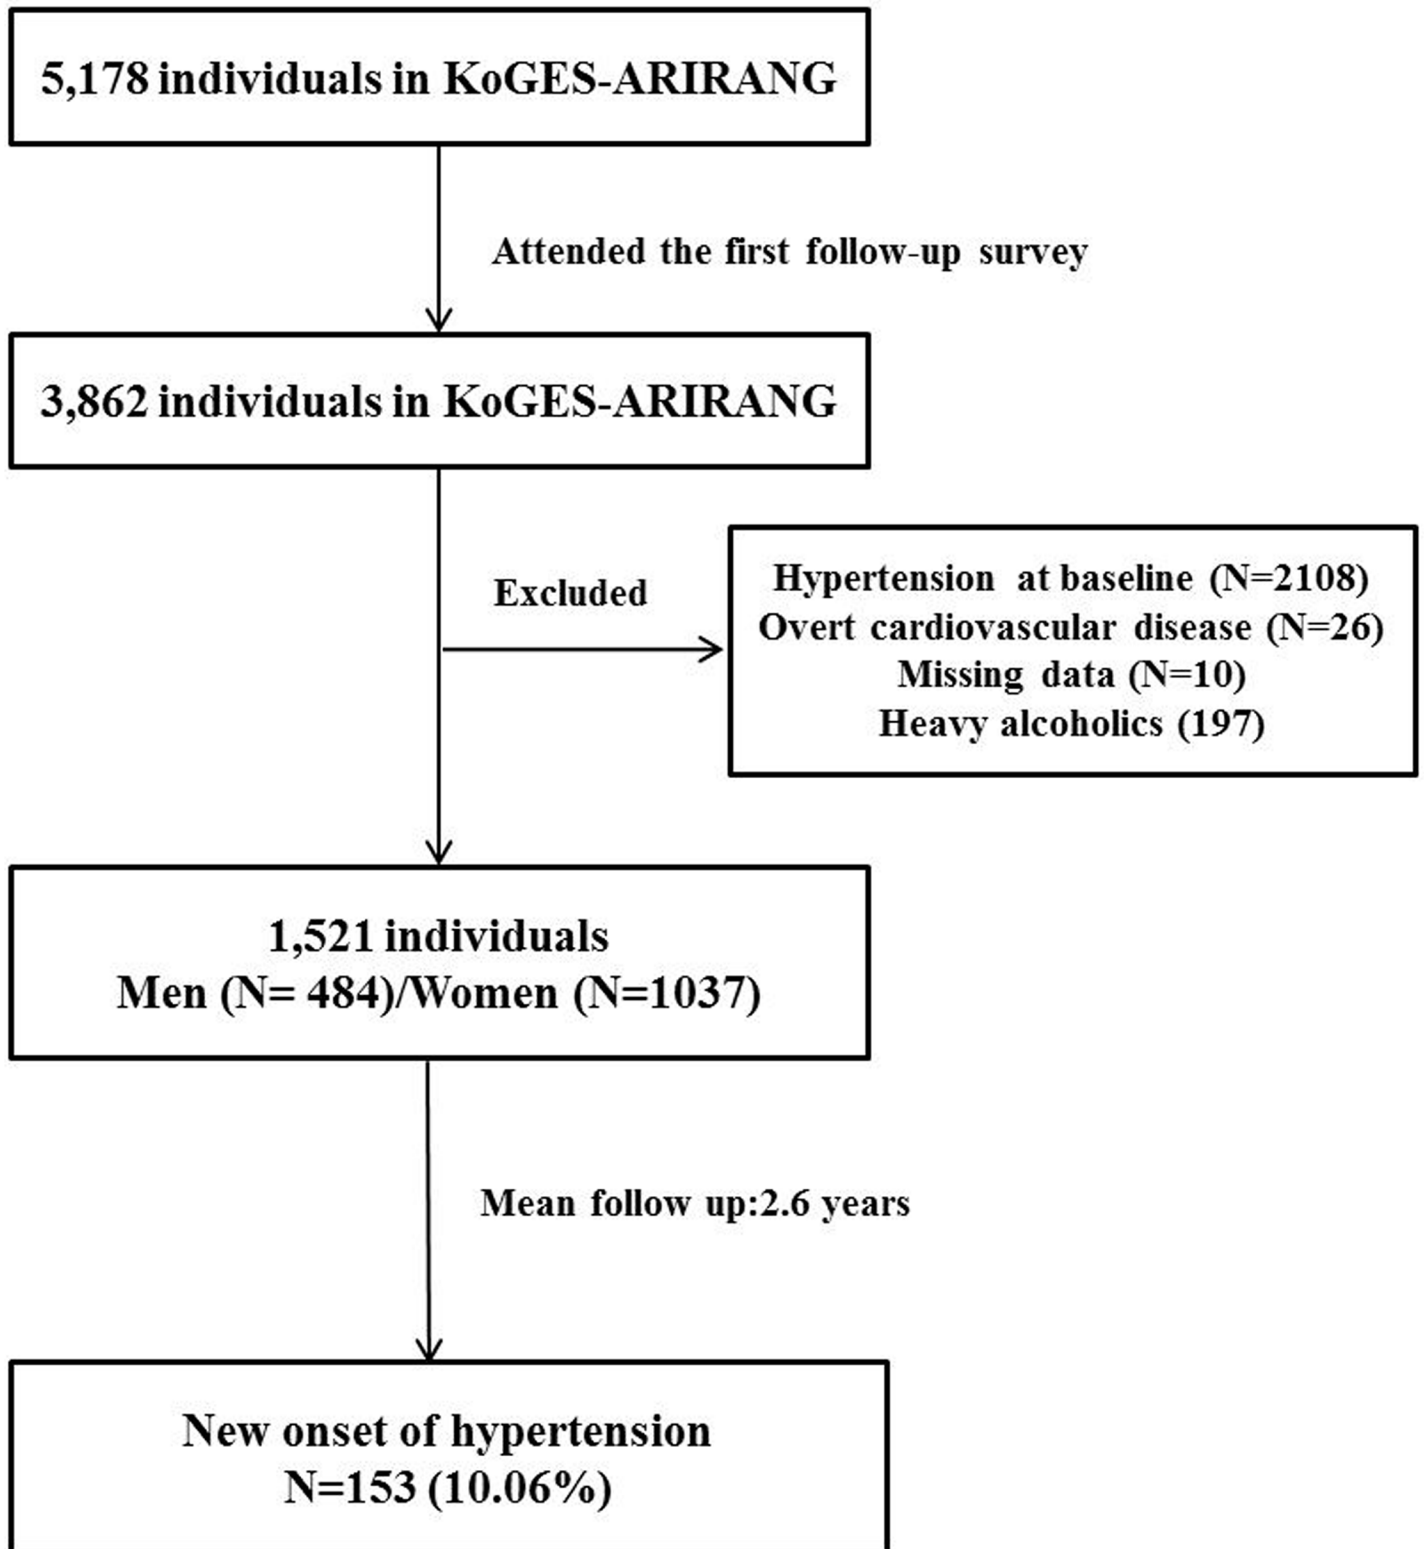 5,178 individuals in KoGES-ARIRANG
Attended the first follow-up survey
3,862 individuals in KoGES-ARIRANG
Excluded
Hypertension at baseline (N=2108)
Overt cardiovascular disease (N=26)
Missing data (N=10)
Heavy alcoholics (197)
1,521 individuals
Men (N= 484)/Women (N=1037)
Mean follow up:2.6 years
New onset of hypertension
N=153 (10.06%)